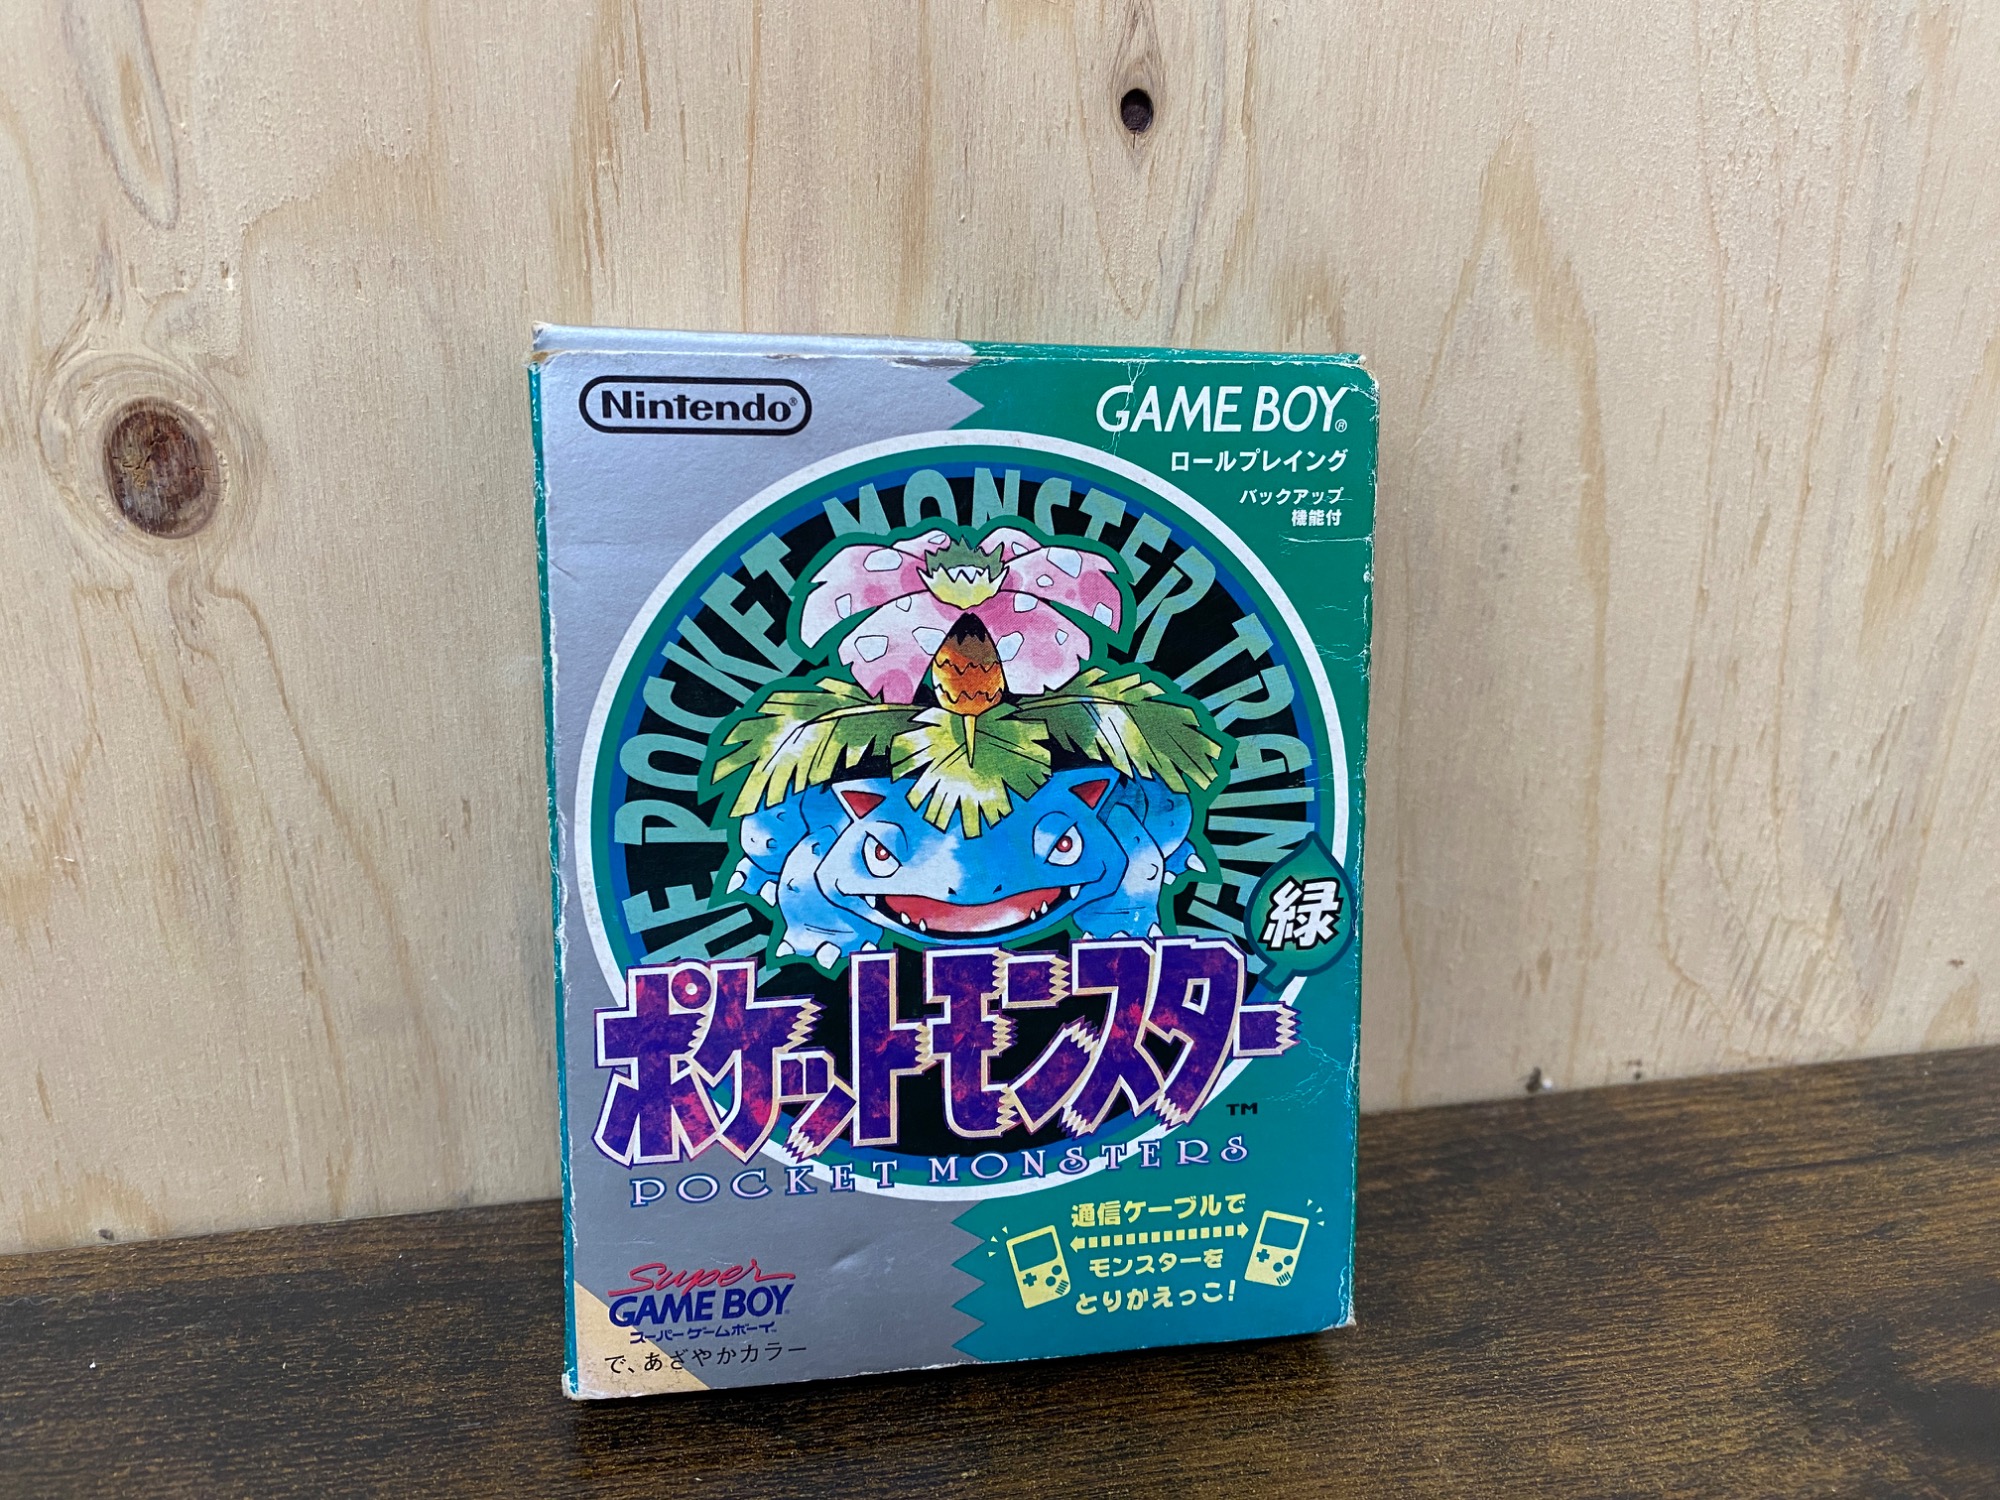 Nintendo®
GAME BOY®
ロールプレイング
バックアップ
機能付
POCKET MONSTER TRAINER
緑
ポケットモンスター
TM
POCKET MONSTERS
通信ケーブルで
モンスターを
とりかえっこ!
Super
GAME BOY
スーパーゲームボーイ
で、あざやかカラー